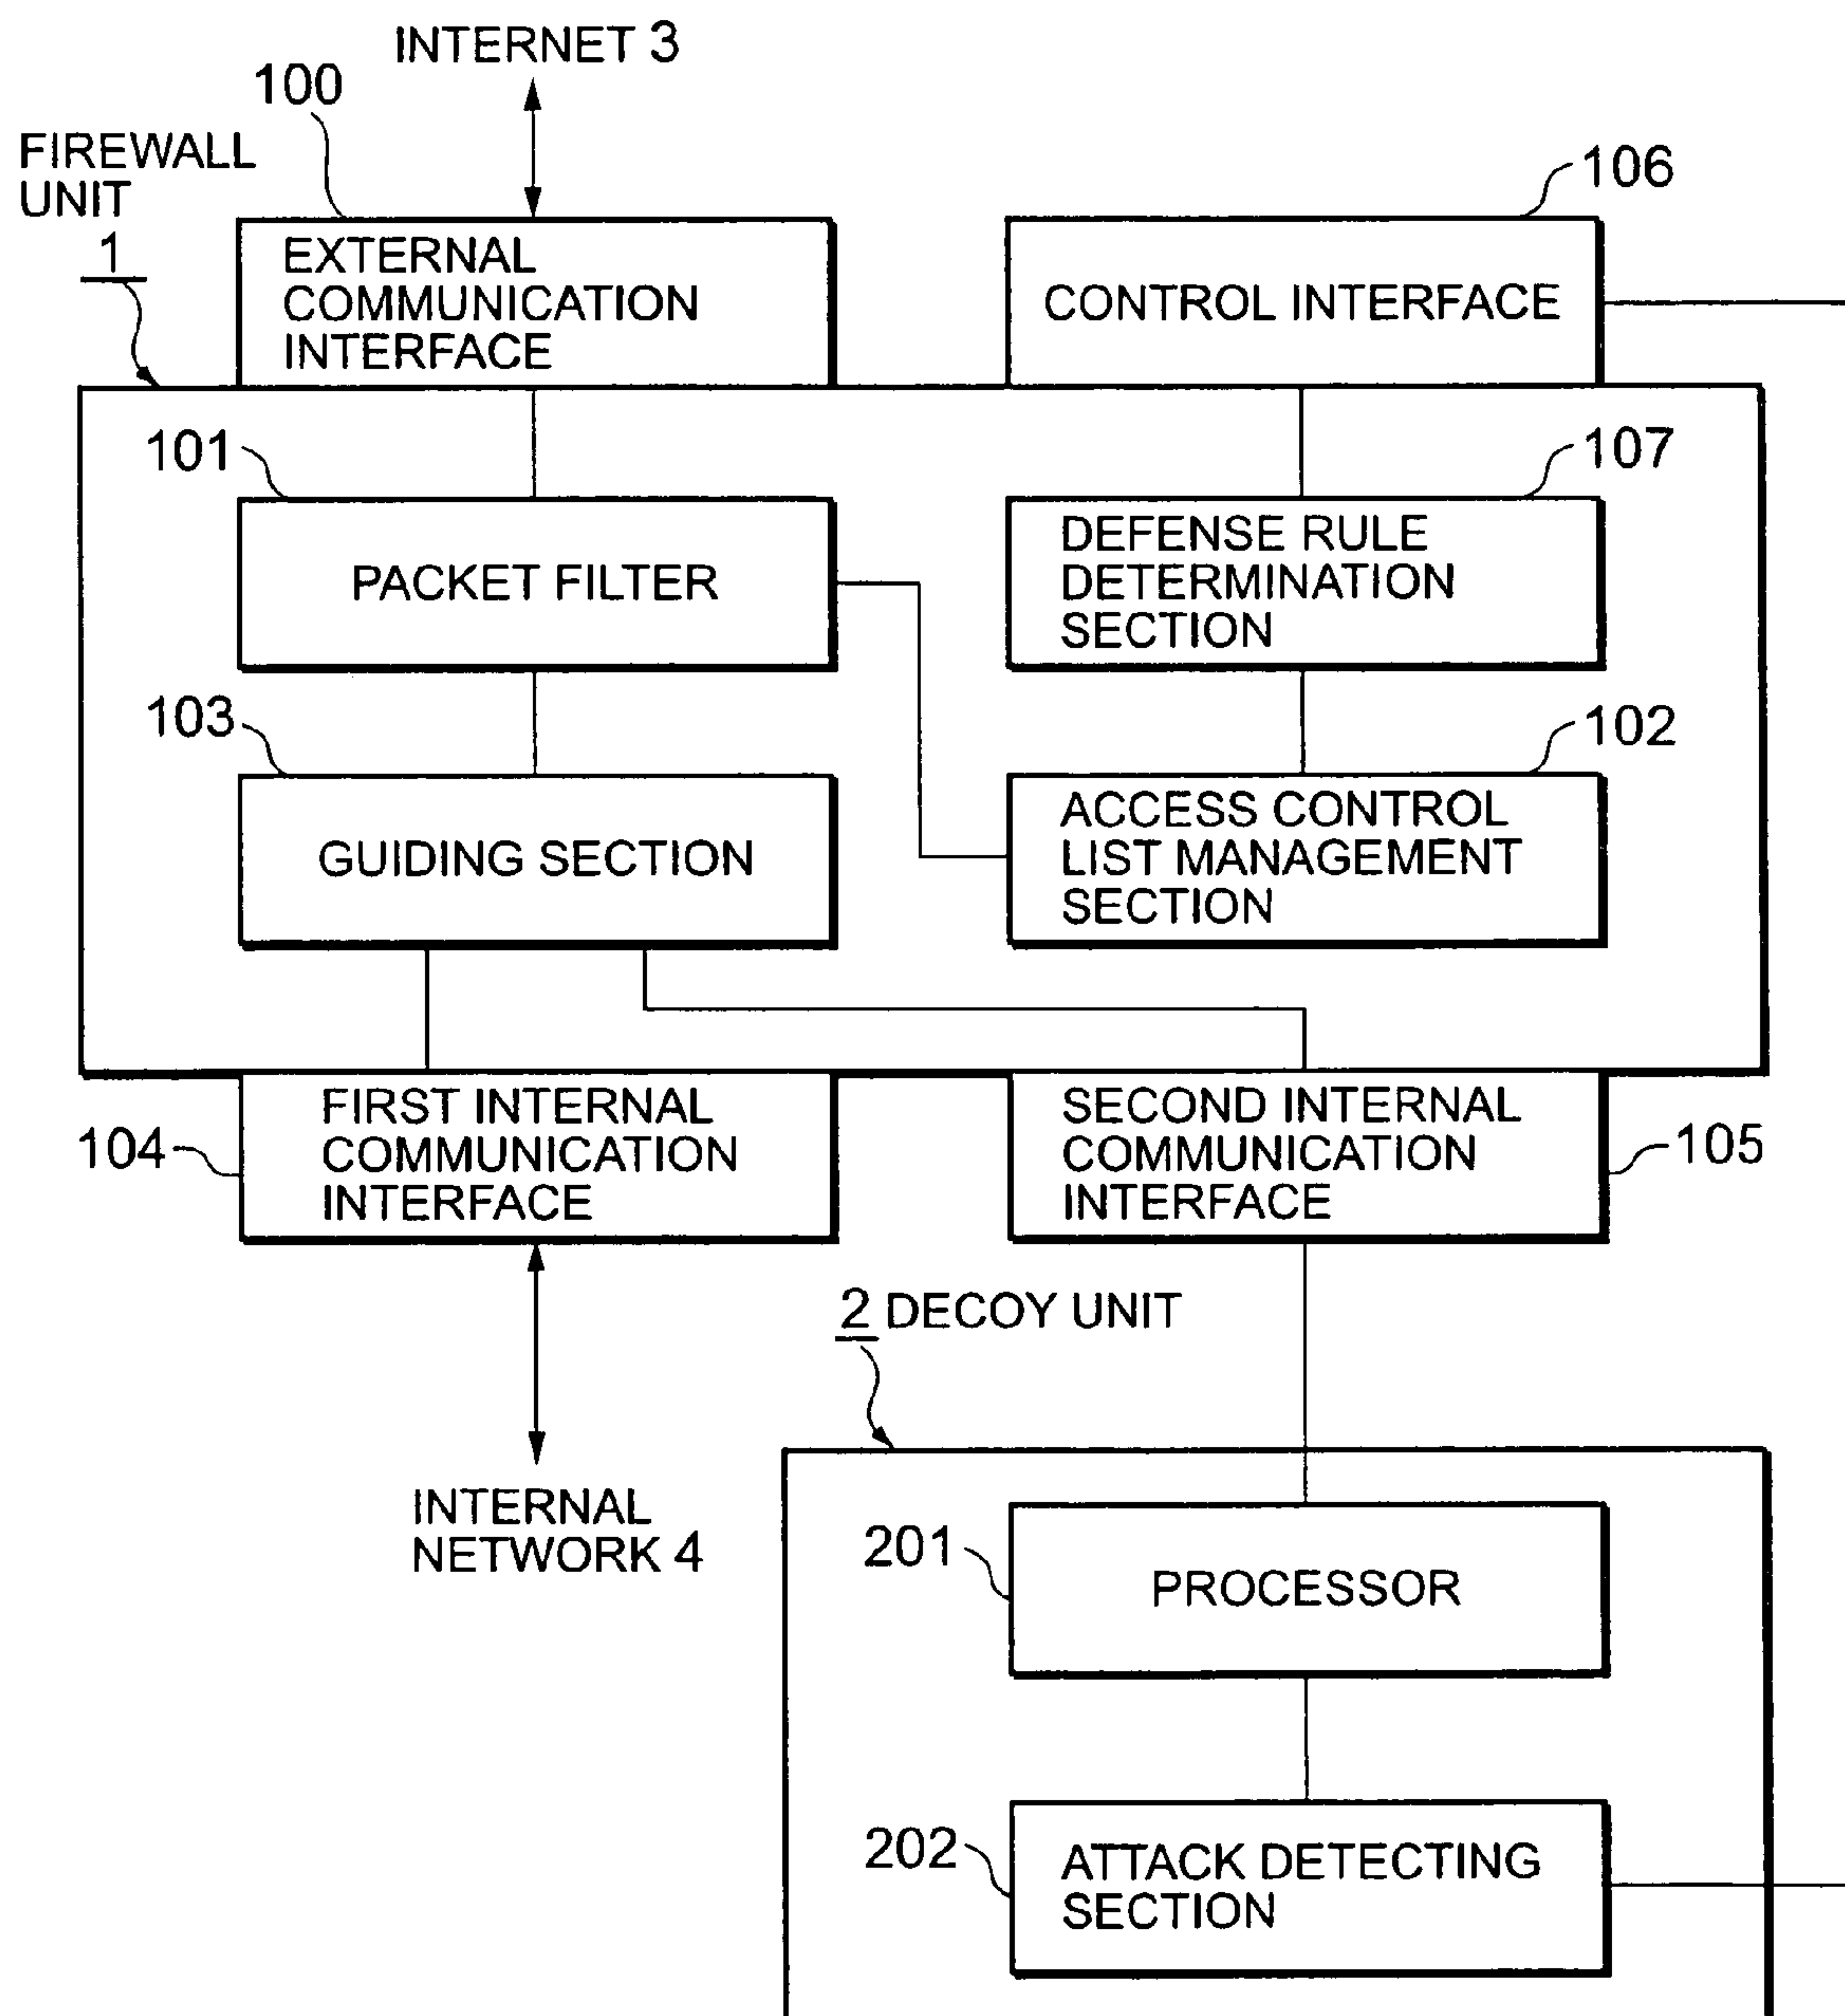 INTERNET 3
100
FIREWALL
UNIT
1
106
EXTERNAL
COMMUNICATION
INTERFACE
CONTROL INTERFACE
101
107
PACKET FILTER
DEFENSE RULE
DETERMINATION
SECTION
103
102
GUIDING SECTION
ACCESS CONTROL
LIST MANAGEMENT
SECTION
104
FIRST INTERNAL
COMMUNICATION
INTERFACE
SECOND INTERNAL
COMMUNICATION
INTERFACE
105
2 DECOY UNIT
INTERNAL
NETWORK 4
201
PROCESSOR
202
ATTACK DETECTING
SECTION